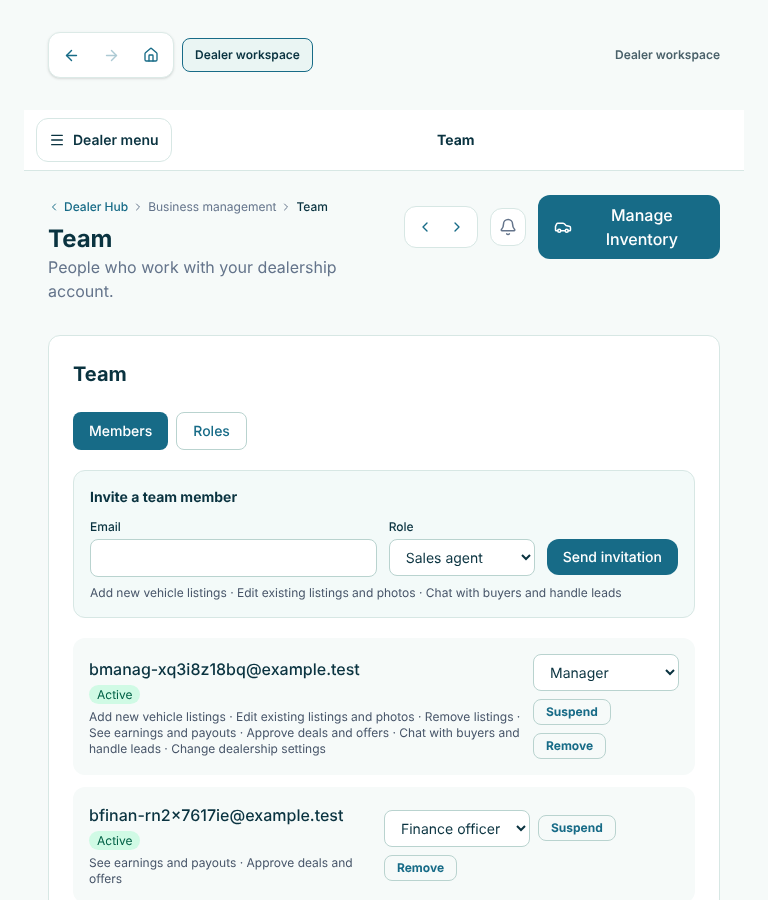 Dealer workspace
Dealer workspace
Dealer menu
Team
Dealer Hub
Business management
Team
Team
People who work with your dealership
account.
Manage
Inventory
Team
Members
Roles
Invite a team member
Email
Role
Sales agent
Send invitation
Add new vehicle listings · Edit existing listings and photos · Chat with buyers and handle leads
bmanag-xq3i8z18bq@example.test
Active
Add new vehicle listings · Edit existing listings and photos · Remove listings ·
See earnings and payouts · Approve deals and offers · Chat with buyers and
handle leads · Change dealership settings
Manager
Suspend
Remove
bfinan-rn2x7617ie@example.test
Active
See earnings and payouts · Approve deals and
offers
Finance officer
Suspend
Remove